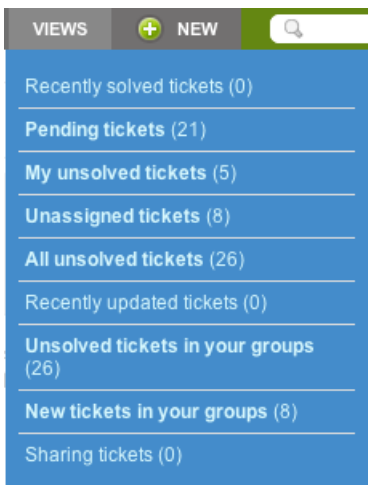 VIEWS NEW
Recently solved tickets (0)
Pending tickets (21)
My unsolved tickets (5)
Unassigned tickets (8)
All unsolved tickets (26)
Recently updated tickets (0)
Unsolved tickets in your groups
(26)
New tickets in your groups (8)
Sharing tickets (0)